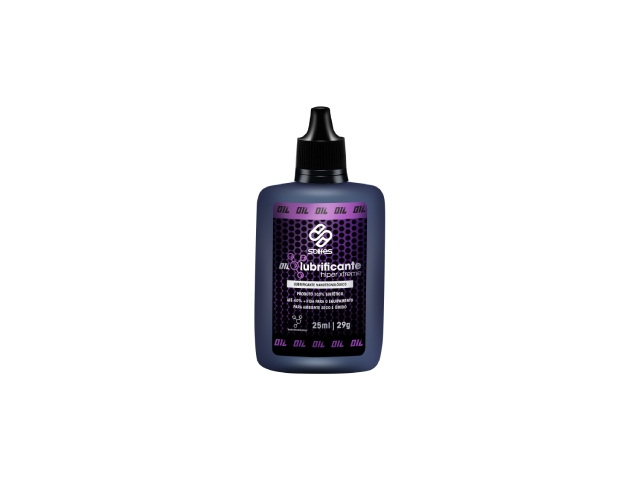 OIL OIL OIL OIL OIL
Solifes
OIL lubrificante
hiper xtreme
LUBRIFICANTE NANOTECNOLÓGICO
PRODUTO 100% SINTÉTICO
ATÉ 60% + VIDA PARA O EQUIPAMENTO
PARA AMBIENTE SECO E ÚMIDO
25ml | 29g
OIL OIL OIL OIL OIL